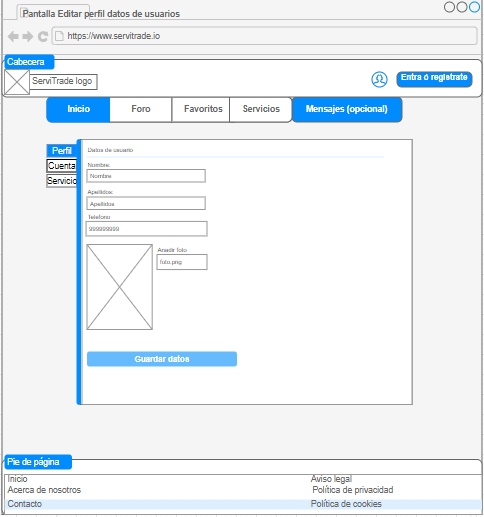 Pantalla Editar perfil datos de usuarios
https://www.servitrade.io
Cabecera
ServiTrade logo
Entra ó registrate
Inicio
Foro
Favoritos
Servicios
Mensajes (opcional)
Perfil
Cuenta
Servicio
Datos de usuario
Nombre:
Nombre
Apellidos:
Apellidos
Telefono
999999999
Anadir foto
foto.png
Guardar datos
Pie de página
Inicio
Aviso legal
Acerca de nosotros
Política de privacidad
Contacto
Política de cookies